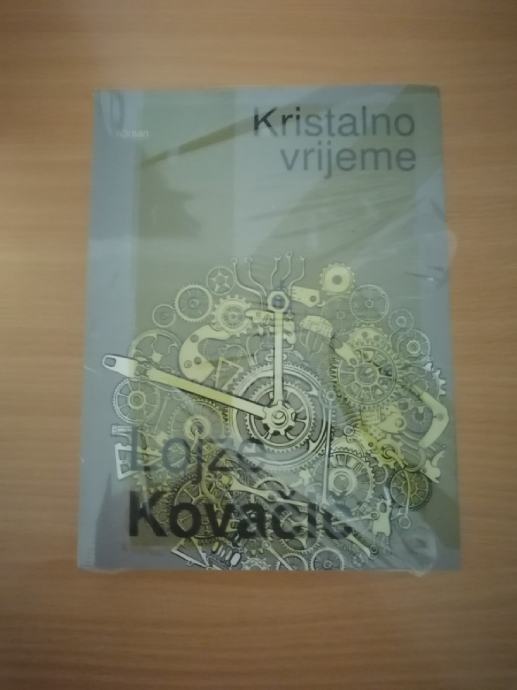 roman
Kristalno
vrijeme
Lojze
Kovačič